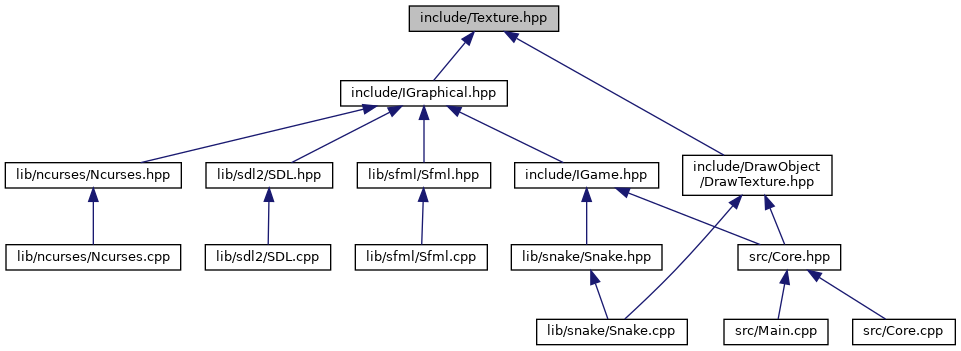 include/Texture.hpp
include/IGraphical.hpp
lib/ncurses/Ncurses.hpp
lib/sdl2/SDL.hpp
lib/sfml/Sfml.hpp
include/IGame.hpp
include/DrawObject
/DrawTexture.hpp
lib/ncurses/Ncurses.cpp
lib/sdl2/SDL.cpp
lib/sfml/Sfml.cpp
lib/snake/Snake.hpp
src/Core.hpp
lib/snake/Snake.cpp
src/Main.cpp
src/Core.cpp